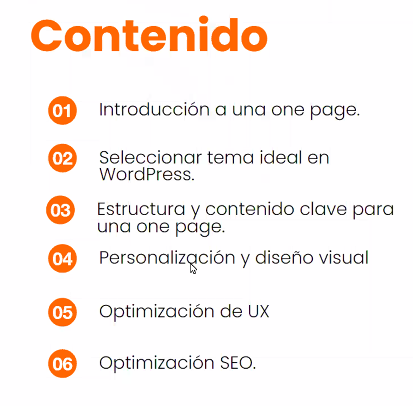 Contenido
01 Introducción a una one page.
02 Seleccionar tema ideal en
WordPress.
03 Estructura y contenido clave para
una one page.
04 Personalización y diseño visual
05 Optimización de UX
06 Optimización SEO.